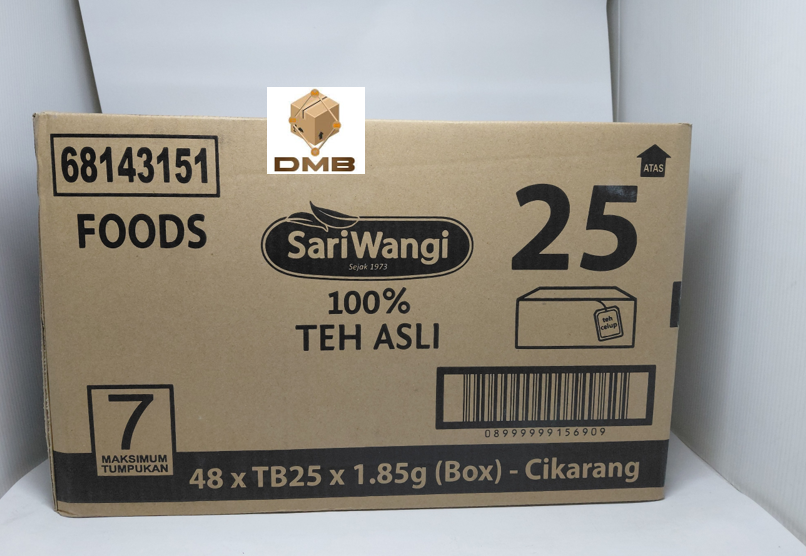 DMB
68143151
FOODS
SariWangi
Sejak 1973
100%
TEH ASLI
25
ATAS
teh
celup
08999999156909
7
MAKSIMUM
TUMPUKAN
48 x TB25 x 1.85g (Box) - Cikarang